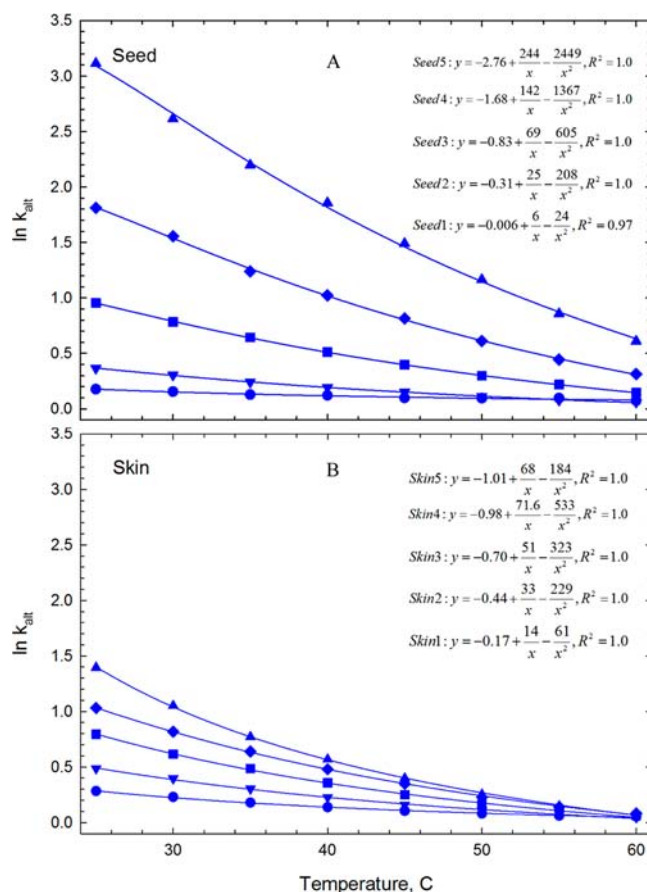 Seed
A
Seed5: y = −2.76 + 244/x − 2449/x², R² = 1.0
Seed4: y = −1.68 + 142/x − 1367/x², R² = 1.0
Seed3: y = −0.83 + 69/x − 605/x², R² = 1.0
Seed2: y = −0.31 + 25/x − 208/x², R² = 1.0
Seed1: y = −0.006 + 6/x − 24/x², R² = 0.97
3.5
3.0
2.5
2.0
1.5
1.0
0.5
0.0
ln k_alt
Skin
B
Skin5: y = −1.01 + 68/x − 184/x², R² = 1.0
Skin4: y = −0.98 + 71.6/x − 533/x², R² = 1.0
Skin3: y = −0.70 + 51/x − 323/x², R² = 1.0
Skin2: y = −0.44 + 33/x − 229/x², R² = 1.0
Skin1: y = −0.17 + 14/x − 61/x², R² = 1.0
3.5
3.0
2.5
2.0
1.5
1.0
0.5
0.0
ln k_alt
30 40 50 60
Temperature, C